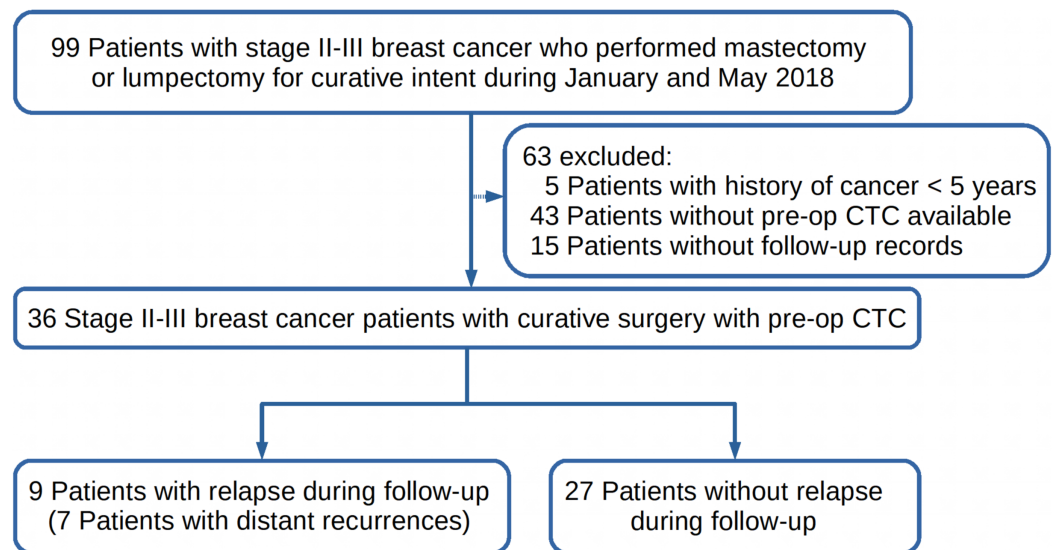 99 Patients with stage II-III breast cancer who performed mastectomy
or lumpectomy for curative intent during January and May 2018
63 excluded:
5 Patients with history of cancer < 5 years
43 Patients without pre-op CTC available
15 Patients without follow-up records
36 Stage II-III breast cancer patients with curative surgery with pre-op CTC
9 Patients with relapse during follow-up
(7 Patients with distant recurrences)
27 Patients without relapse
during follow-up